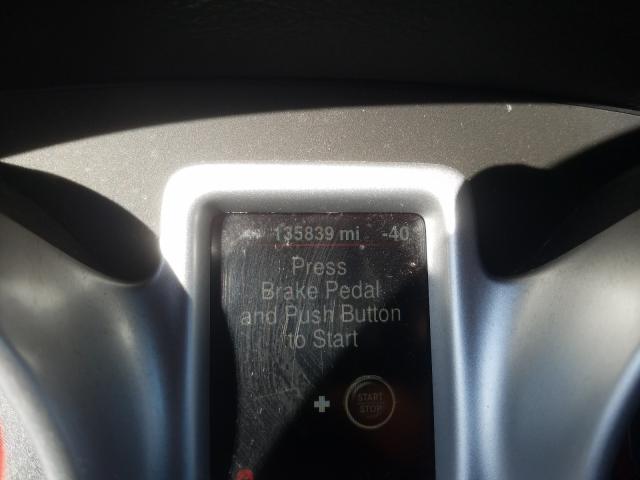 135839 mi -40
Press
Brake Pedal
and Push Button
to Start
START
STOP